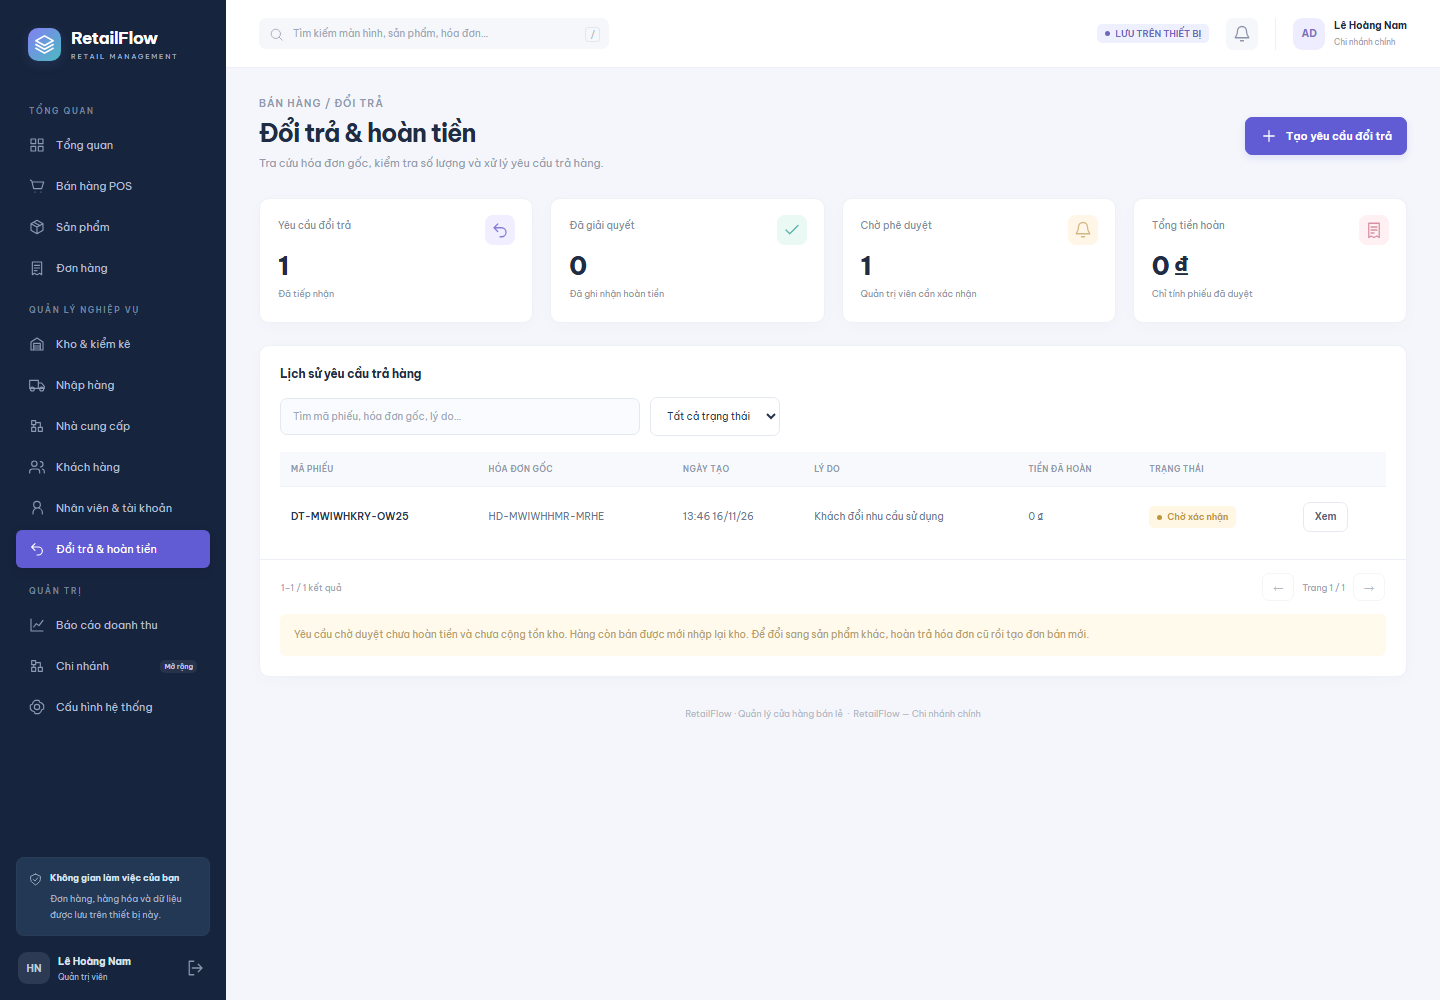 RetailFlow
RETAIL MANAGEMENT
TỔNG QUAN
Tổng quan
Bán hàng POS
Sản phẩm
Đơn hàng
QUẢN LÝ NGHIỆP VỤ
Kho & kiểm kê
Nhập hàng
Nhà cung cấp
Khách hàng
Nhân viên & tài khoản
Đổi trả & hoàn tiền
QUẢN TRỊ
Báo cáo doanh thu
Chi nhánh
Mở rộng
Cấu hình hệ thống
Không gian làm việc của bạn
Đơn hàng, hàng hóa và dữ liệu
được lưu trên thiết bị này.
HN
Lê Hoàng Nam
Quản trị viên
Tìm kiếm màn hình, sản phẩm, hóa đơn...
/
LƯU TRÊN THIẾT BỊ
AD
Lê Hoàng Nam
Chi nhánh chính
BÁN HÀNG / ĐỔI TRẢ
Đổi trả & hoàn tiền
Tra cứu hóa đơn gốc, kiểm tra số lượng và xử lý yêu cầu trả hàng.
Tạo yêu cầu đổi trả
Yêu cầu đổi trả
1
Đã tiếp nhận
Đã giải quyết
0
Đã ghi nhận hoàn tiền
Chờ phê duyệt
1
Quản trị viên cần xác nhận
Tổng tiền hoàn
0 ₫
Chỉ tính phiếu đã duyệt
Lịch sử yêu cầu trả hàng
Tìm mã phiếu, hóa đơn gốc, lý do...
Tất cả trạng thái
MÃ PHIẾU HÓA ĐƠN GỐC NGÀY TẠO LÝ DO TIỀN ĐÃ HOÀN TRẠNG THÁI
DT-MWIWHKRY-OW25 HD-MWIWHHMR-MRHE 13:46 16/11/26 Khách đổi nhu cầu sử dụng 0 ₫ Chờ xác nhận Xem
1–1 / 1 kết quả
← Trang 1 / 1 →
Yêu cầu chờ duyệt chưa hoàn tiền và chưa cộng tồn kho. Hàng còn bán được mới nhập lại kho. Để đổi sang sản phẩm khác, hoàn trả hóa đơn cũ rồi tạo đơn bán mới.
RetailFlow · Quản lý cửa hàng bán lẻ · RetailFlow — Chi nhánh chính